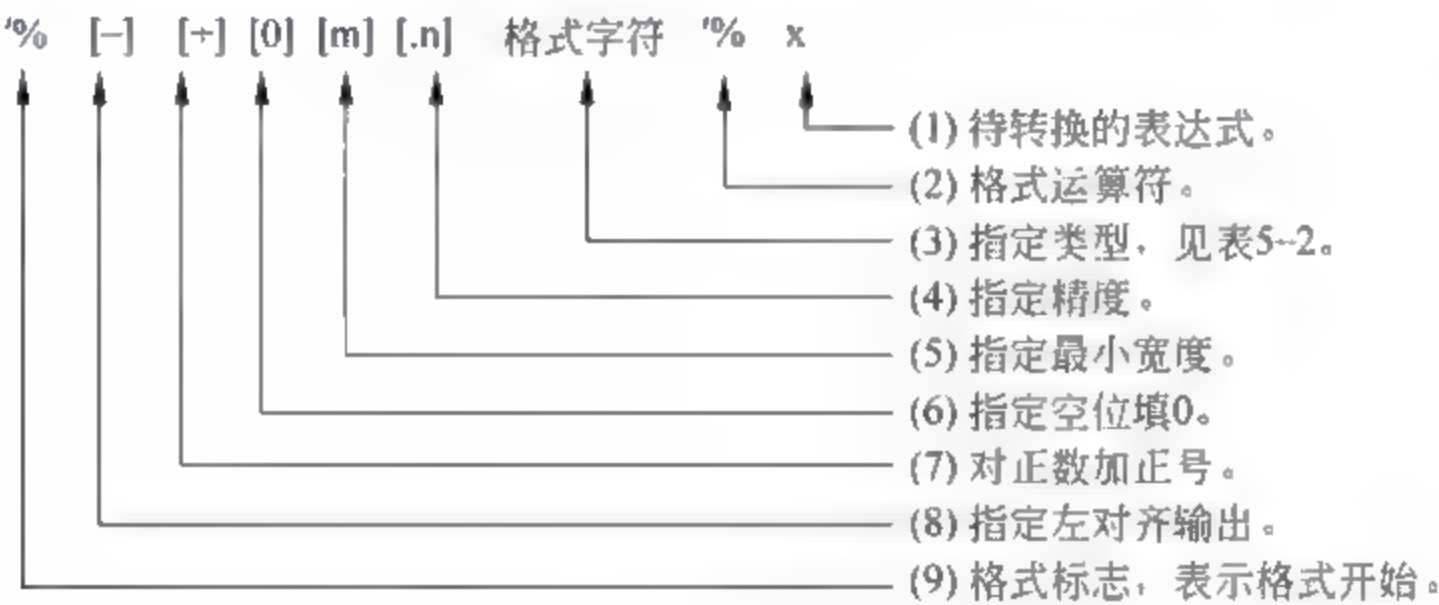 '% [−] [+] [0] [m] [.n] 格式字符 '% x
(1) 待转换的表达式。
(2) 格式运算符。
(3) 指定类型，见表5-2。
(4) 指定精度。
(5) 指定最小宽度。
(6) 指定空位填0。
(7) 对正数加正号。
(8) 指定左对齐输出。
(9) 格式标志，表示格式开始。